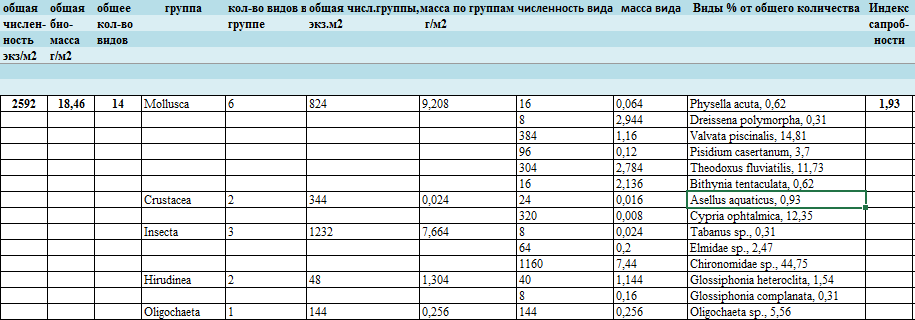 общая общая общее группа кол-во видов в общая числ.группы, масса по группам численность вида масса вида Виды % от общего количества Индекс
числен- био- кол-во группе экз.м2 г/м2 сапроб-
ность масса видов ности
экз/м2 г/м2
2592 18,46 14 Mollusca 6 824 9,208 16 0,064 Physella acuta, 0,62 1,93
8 2,944 Dreissena polymorpha, 0,31
384 1,16 Valvata piscinalis, 14,81
96 0,12 Pisidium casertanum, 3,7
304 2,784 Theodoxus fluviatilis, 11,73
16 2,136 Bithynia tentaculata, 0,62
Crustacea 2 344 0,024 24 0,016 Asellus aquaticus, 0,93
320 0,008 Cypria ophtalmica, 12,35
Insecta 3 1232 7,664 8 0,024 Tabanus sp., 0,31
64 0,2 Elmidae sp., 2,47
1160 7,44 Chironomidae sp., 44,75
Hirudinea 2 48 1,304 40 1,144 Glossiphonia heteroclita, 1,54
8 0,16 Glossiphonia complanata, 0,31
Oligochaeta 1 144 0,256 144 0,256 Oligochaeta sp., 5,56